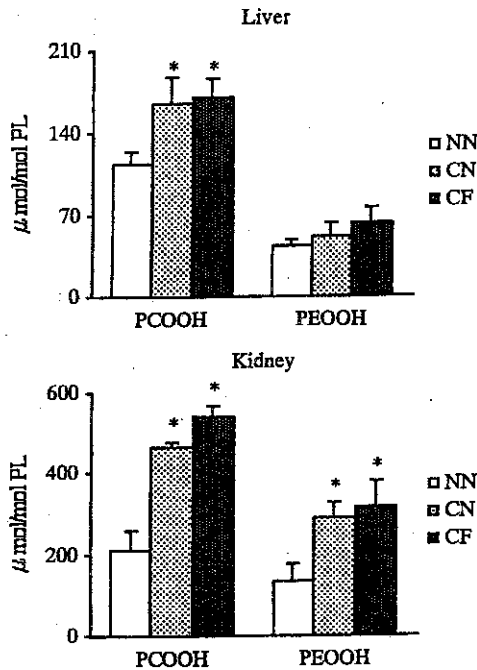 Liver
μ mol/mol PL
210
140
70
0
*
*
NN
CN
CF
PCOOH
PEOOH
Kidney
μ mol/mol PL
600
400
200
0
*
*
*
*
NN
CN
CF
PCOOH
PEOOH